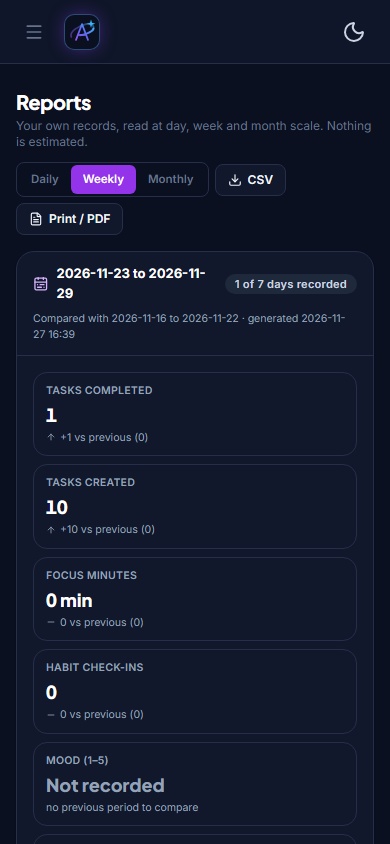 Reports
Your own records, read at day, week and month scale. Nothing
is estimated.
Daily
Weekly
Monthly
CSV
Print / PDF
2026-11-23 to 2026-11-
29
1 of 7 days recorded
Compared with 2026-11-16 to 2026-11-22 · generated 2026-11-
27 16:39
TASKS COMPLETED
1
↑ +1 vs previous (0)
TASKS CREATED
10
↑ +10 vs previous (0)
FOCUS MINUTES
0 min
— 0 vs previous (0)
HABIT CHECK-INS
0
— 0 vs previous (0)
MOOD (1–5)
Not recorded
no previous period to compare